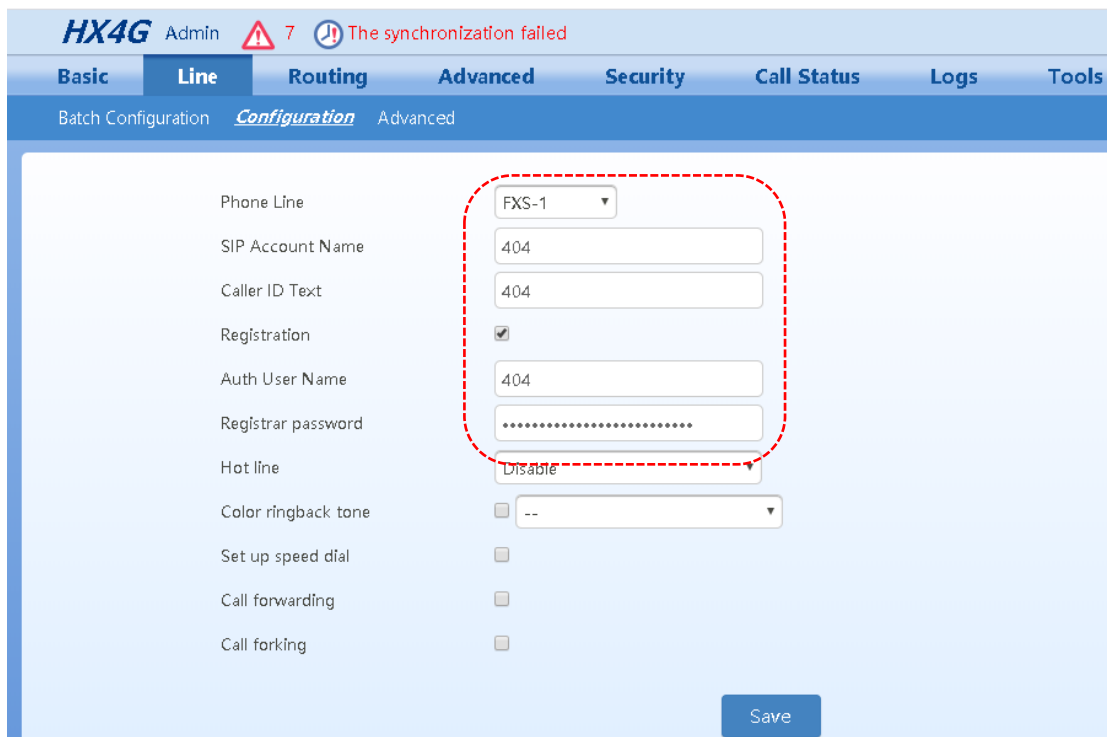 HX4G Admin 7 The synchronization failed
Basic Line Routing Advanced Security Call Status Logs Tools
Batch Configuration Configuration Advanced
Phone Line FXS-1
SIP Account Name 404
Caller ID Text 404
Registration
Auth User Name 404
Registrar password ••••••••••••••••••••••••••
Hot line Disable
Color ringback tone --
Set up speed dial
Call forwarding
Call forking
Save